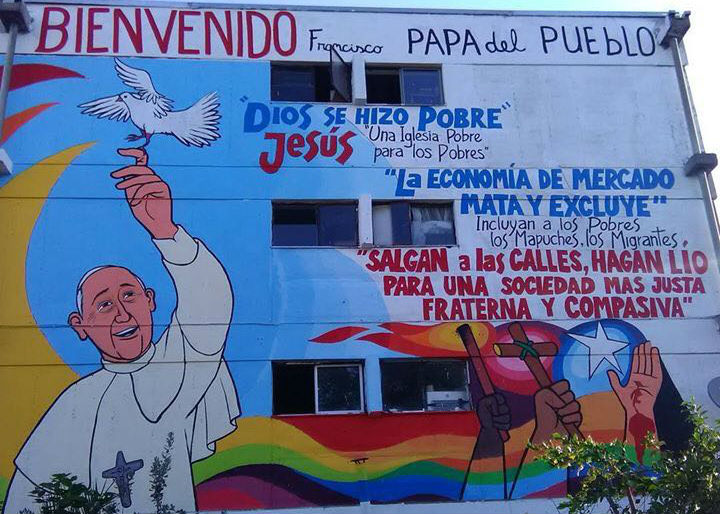 BIENVENIDO Francisco PAPA del PUEBLO
"DIOS SE HIZO POBRE"
JESÚS "Una Iglesia Pobre
para los Pobres"
"LA ECONOMÍA DE MERCADO
MATA Y EXCLUYE"
Incluyan a los Pobres
los Mapuches, los Migrantes
"SALGAN a las CALLES, HAGAN LÍO
PARA UNA SOCIEDAD MAS JUSTA
FRATERNA Y COMPASIVA"